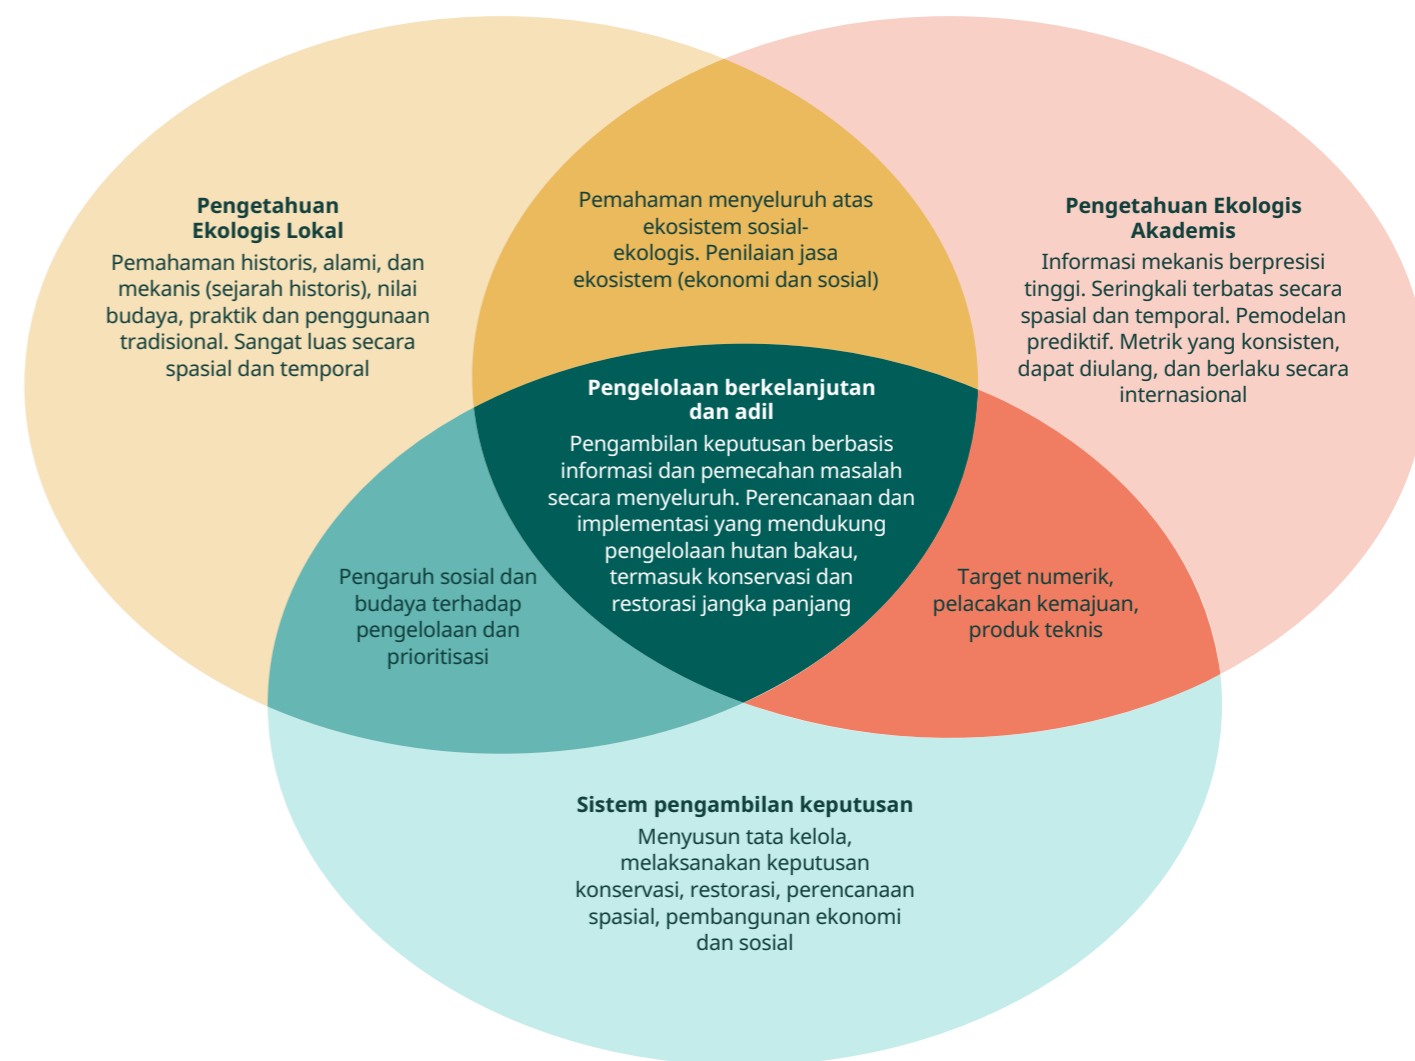 Pengetahuan
Ekologis Lokal
Pemahaman historis, alami, dan
mekanis (sejarah historis), nilai
budaya, praktik dan penggunaan
tradisional. Sangat luas secara
spasial dan temporal
Pemahaman menyeluruh atas
ekosistem sosial-
ekologis. Penilaian jasa
ekosistem (ekonomi dan sosial)
Pengetahuan Ekologis
Akademis
Informasi mekanis berpresisi
tinggi. Seringkali terbatas secara
spasial dan temporal. Pemodelan
prediktif. Metrik yang konsisten,
dapat diulang, dan berlaku secara
internasional
Pengelolaan berkelanjutan
dan adil
Pengambilan keputusan berbasis
informasi dan pemecahan masalah
secara menyeluruh. Perencanaan dan
implementasi yang mendukung
pengelolaan hutan bakau,
termasuk konservasi dan
restorasi jangka panjang
Pengaruh sosial dan
budaya terhadap
pengelolaan dan
prioritisasi
Target numerik,
pelacakan kemajuan,
produk teknis
Sistem pengambilan keputusan
Menyusun tata kelola,
melaksanakan keputusan
konservasi, restorasi, perencanaan
spasial, pembangunan ekonomi
dan sosial